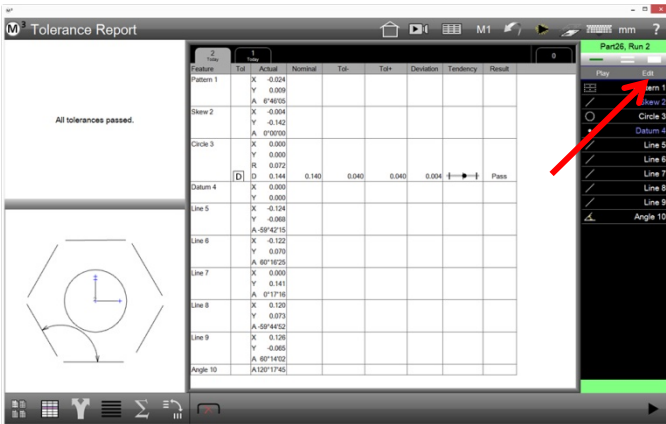 M³ Tolerance Report M1 mm ?
2 Today 1 Today 0
Part26, Run 2
Play Edit
All tolerances passed.
Feature Tol Actual Nominal Tol- Tol+ Deviation Tendency Result
Pattern 1 X -0.024
Y 0.009
A 6°46'05
Skew 2 X -0.004
Y -0.142
A 0°00'00
Circle 3 X 0.000
Y 0.000
R 0.072
D D 0.144 0.140 0.040 0.040 0.004 Pass
Datum 4 X 0.000
Y 0.000
Line 5 X -0.124
Y -0.068
A -59°42'15
Line 6 X -0.122
Y 0.070
A 60°16'25
Line 7 X 0.000
Y 0.141
A 0°17'16
Line 8 X 0.120
Y 0.073
A -59°44'52
Line 9 X 0.126
Y -0.065
A 60°14'02
Angle 10 A 120°17'45
tern 1
Skew 2
Circle 3
Datum 4
Line 5
Line 6
Line 7
Line 8
Line 9
Angle 10